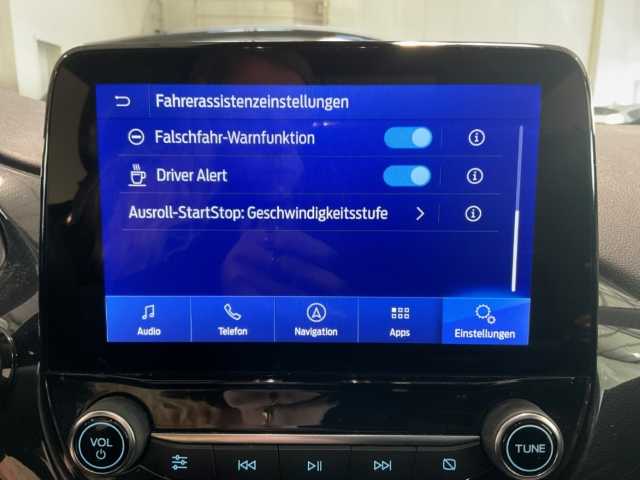 Fahrerassistenzeinstellungen
Falschfahr-Warnfunktion
Driver Alert
Ausroll-StartStop: Geschwindigkeitsstufe
Audio
Telefon
Navigation
Apps
Einstellungen
VOL
TUNE